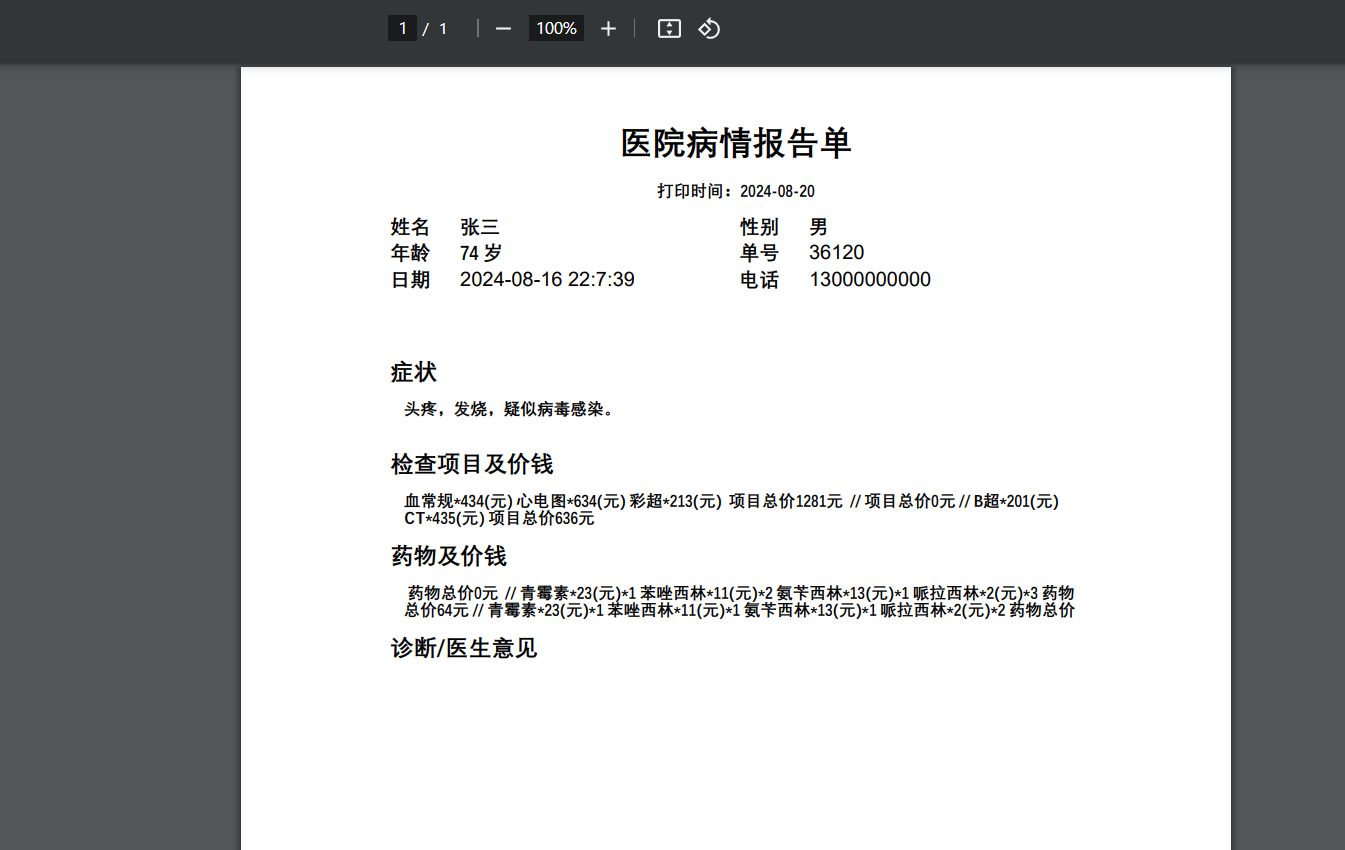 1 / 1 100%
医院病情报告单
打印时间：2024-08-20
姓名 张三 性别 男
年龄 74 岁 单号 36120
日期 2024-08-16 22:7:39 电话 13000000000
症状
头疼，发烧，疑似病毒感染。
检查项目及价钱
血常规*434(元) 心电图*634(元) 彩超*213(元) 项目总价1281元 // 项目总价0元 // B超*201(元)
CT*435(元) 项目总价636元
药物及价钱
药物总价0元 // 青霉素*23(元)*1 苯唑西林*11(元)*2 氨苄西林*13(元)*1 哌拉西林*2(元)*3 药物
总价64元 // 青霉素*23(元)*1 苯唑西林*11(元)*1 氨苄西林*13(元)*1 哌拉西林*2(元)*2 药物总价
诊断/医生意见